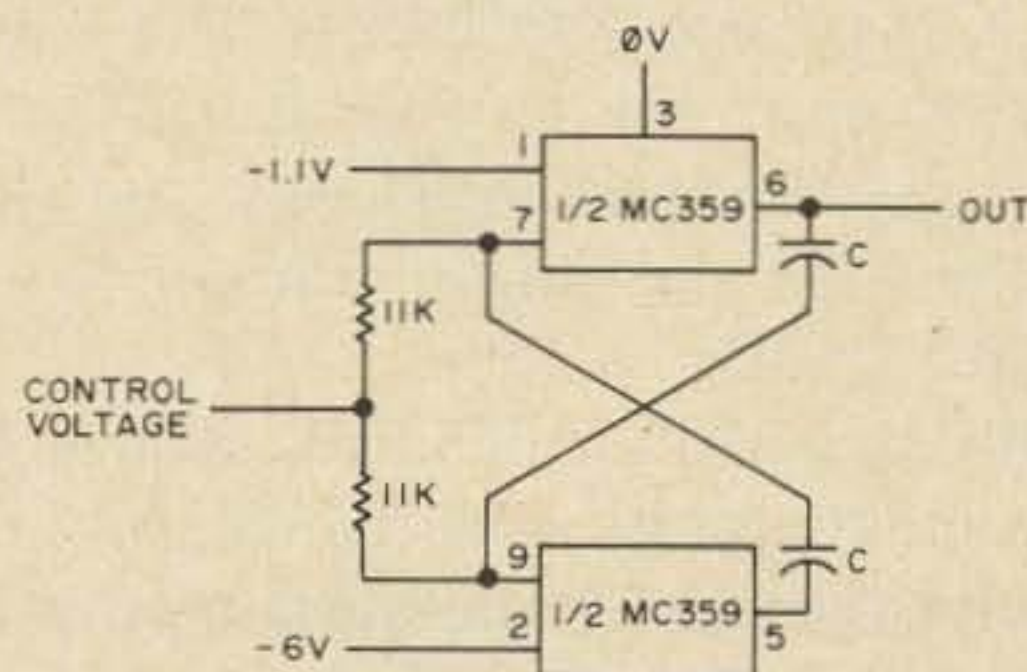 ØV
3
1
-1.1V
1/2 MC359
6
OUT
7
C
11K
CONTROL
VOLTAGE
11K
9
C
1/2 MC359
2
5
-6V